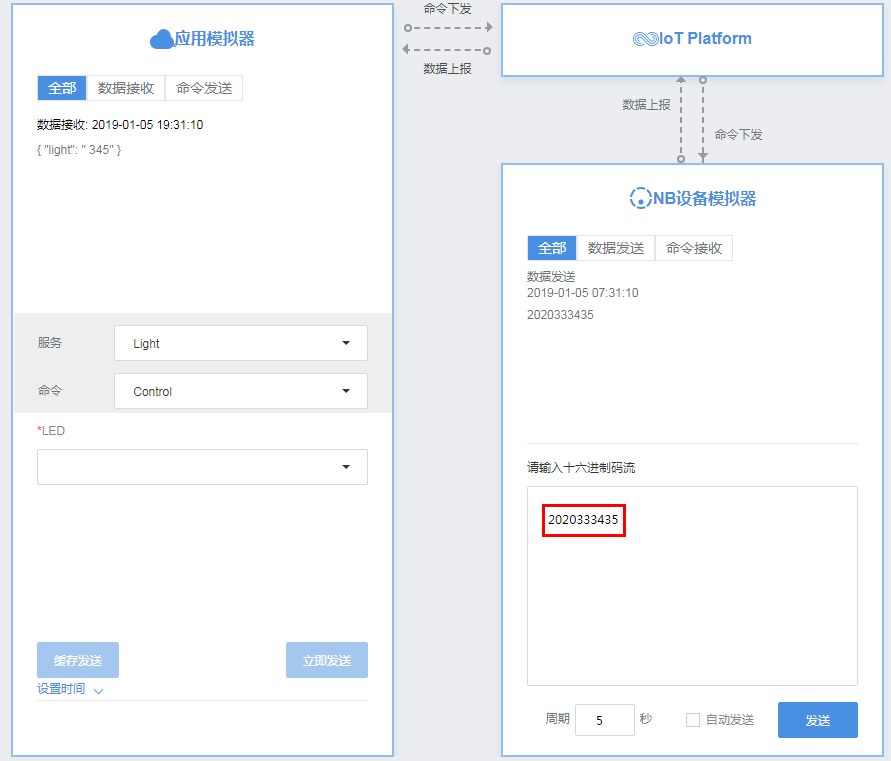 应用模拟器
全部 数据接收 命令发送
数据接收: 2019-01-05 19:31:10
{ "light": " 345" }
服务 Light
命令 Control
*LED
缓存发送 立即发送
设置时间
命令下发
数据上报
IoT Platform
数据上报
命令下发
NB设备模拟器
全部 数据发送 命令接收
数据发送
2019-01-05 07:31:10
2020333435
请输入十六进制码流
2020333435
周期 5 秒 自动发送 发送